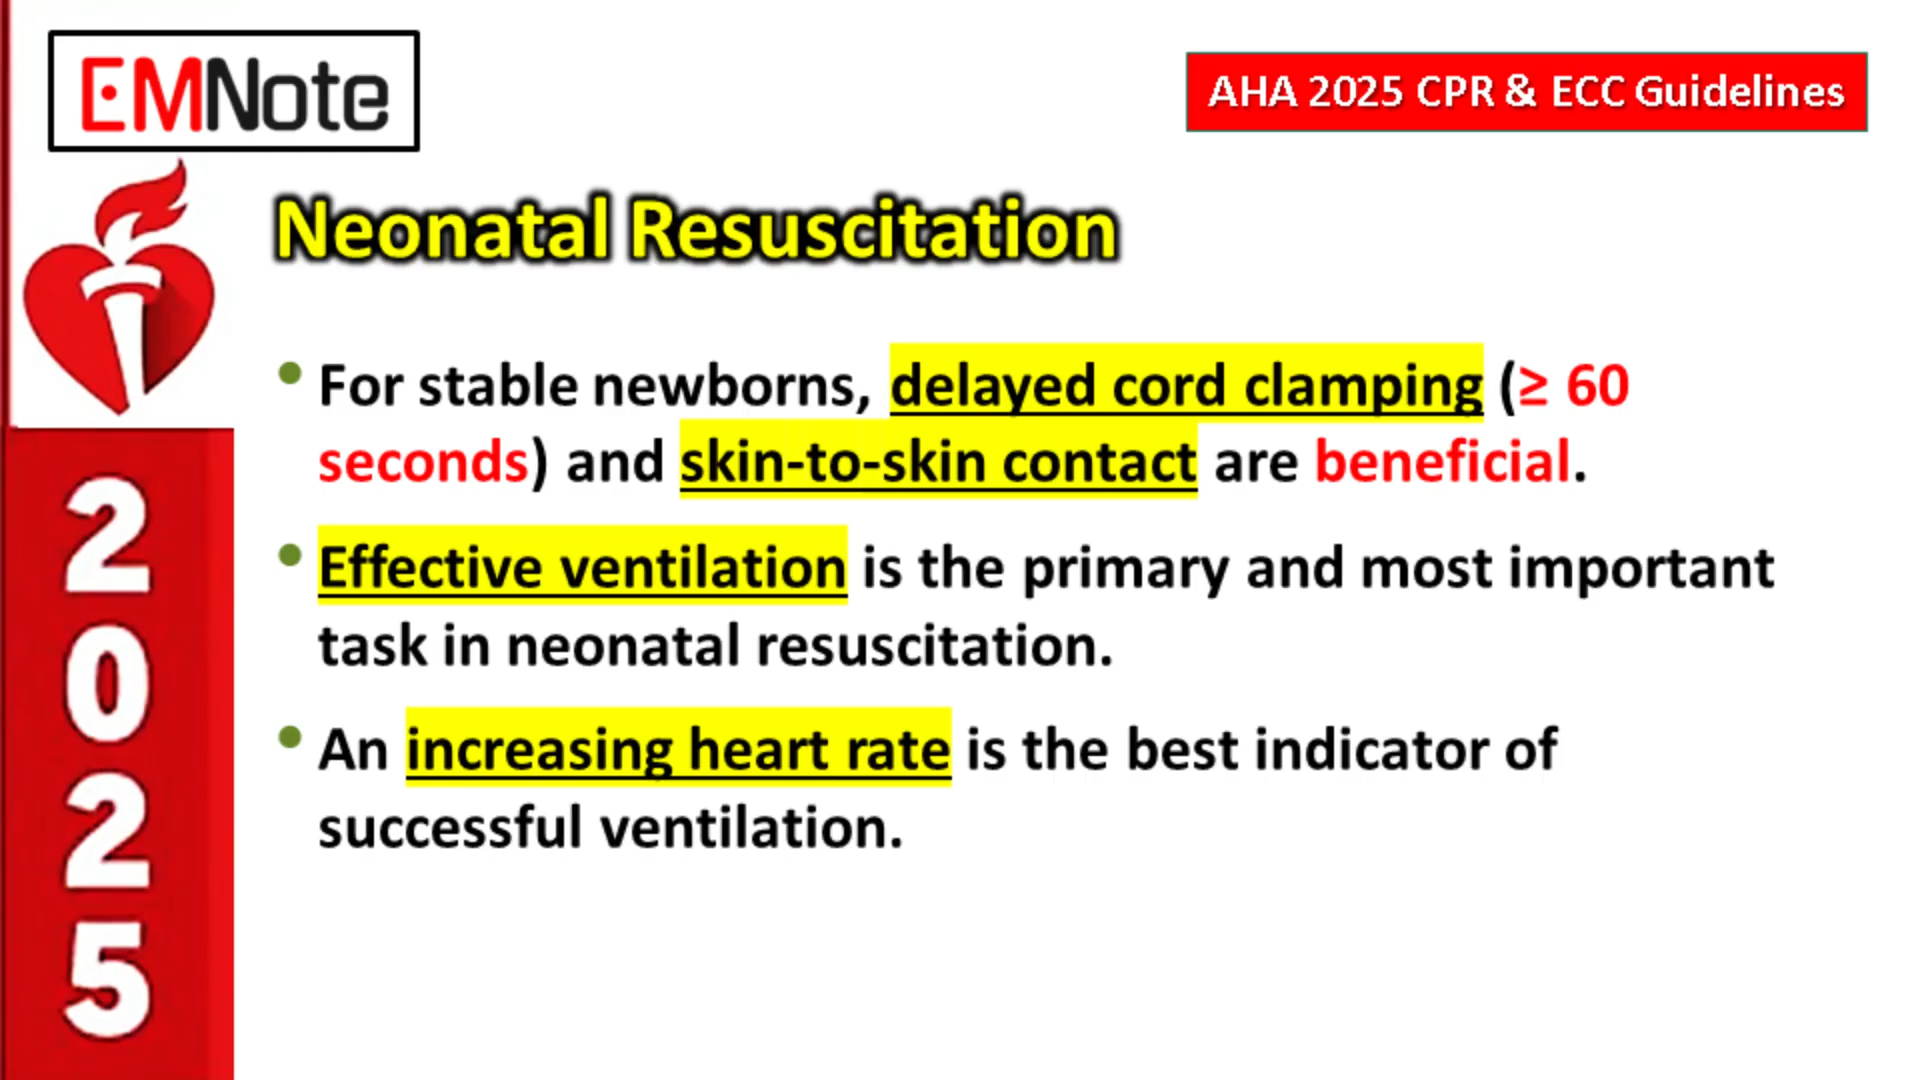 EMNote
AHA 2025 CPR & ECC Guidelines
Neonatal Resuscitation
• For stable newborns, delayed cord clamping (≥ 60
seconds) and skin-to-skin contact are beneficial.
• Effective ventilation is the primary and most important
task in neonatal resuscitation.
• An increasing heart rate is the best indicator of
successful ventilation.
2
0
2
5